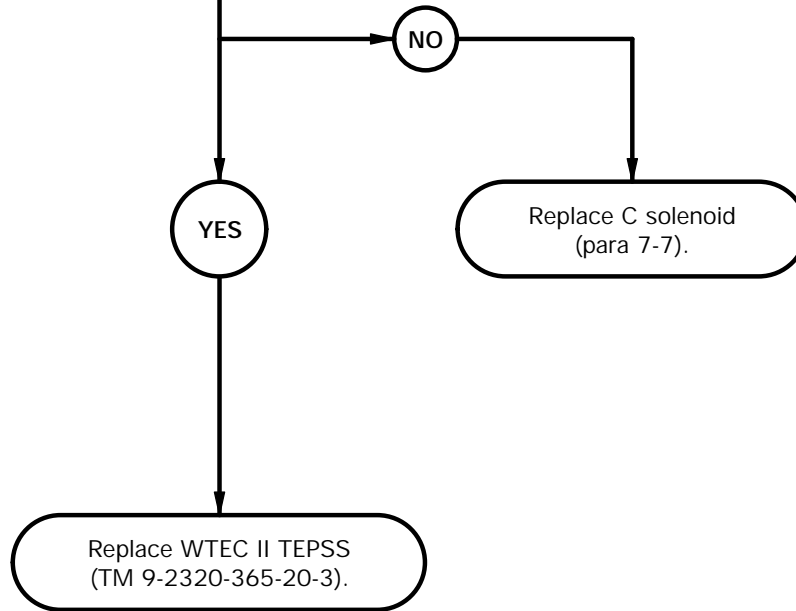 NO
YES
Replace C solenoid
(para 7-7).
Replace WTEC II TEPSS
(TM 9-2320-365-20-3).